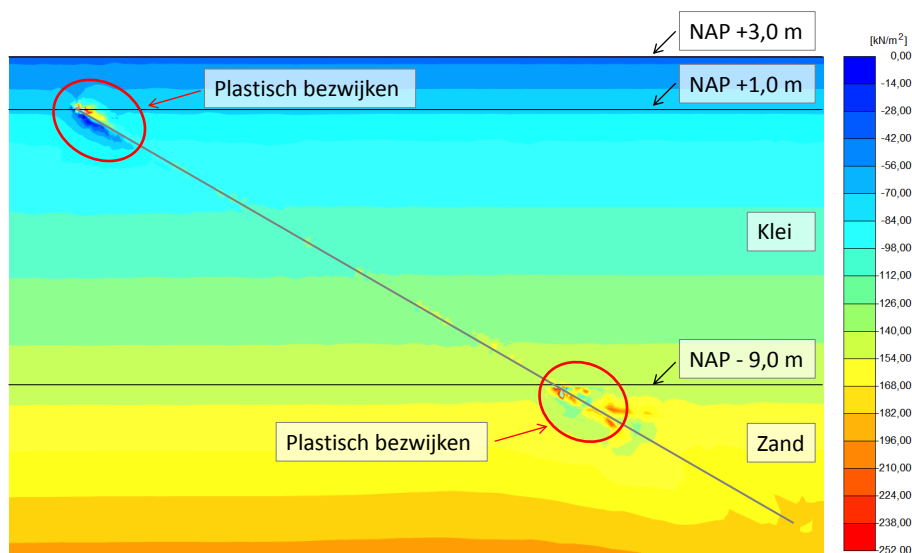 NAP +3,0 m
[kN/m²]
0,00
-14,00
-28,00
-42,00
-56,00
-70,00
-84,00
-98,00
-112,00
-126,00
-140,00
-154,00
-168,00
-182,00
-196,00
-210,00
-224,00
-238,00
-252,00
Plastisch bezwijken
NAP +1,0 m
Klei
NAP - 9,0 m
Plastisch bezwijken
Zand